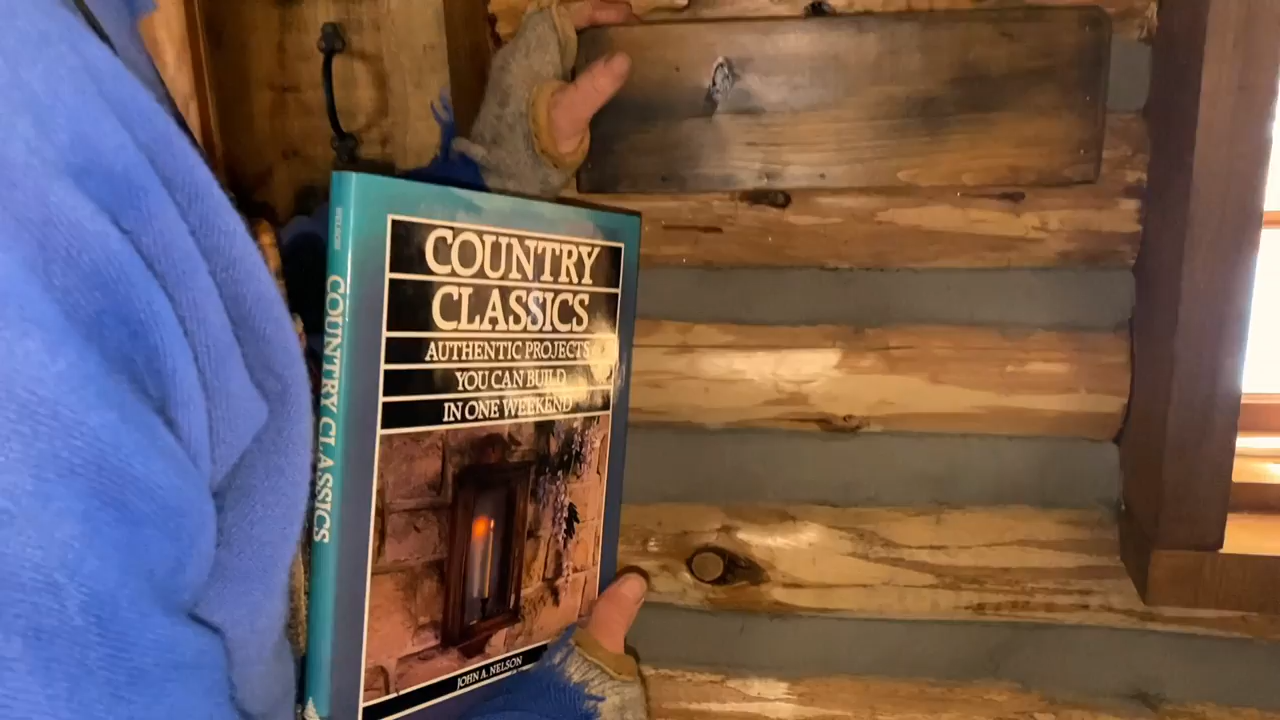 COUNTRY
CLASSICS
AUTHENTIC PROJECTS
YOU CAN BUILD
IN ONE WEEKEND
JOHN A. NELSON
COUNTRY CLASSICS